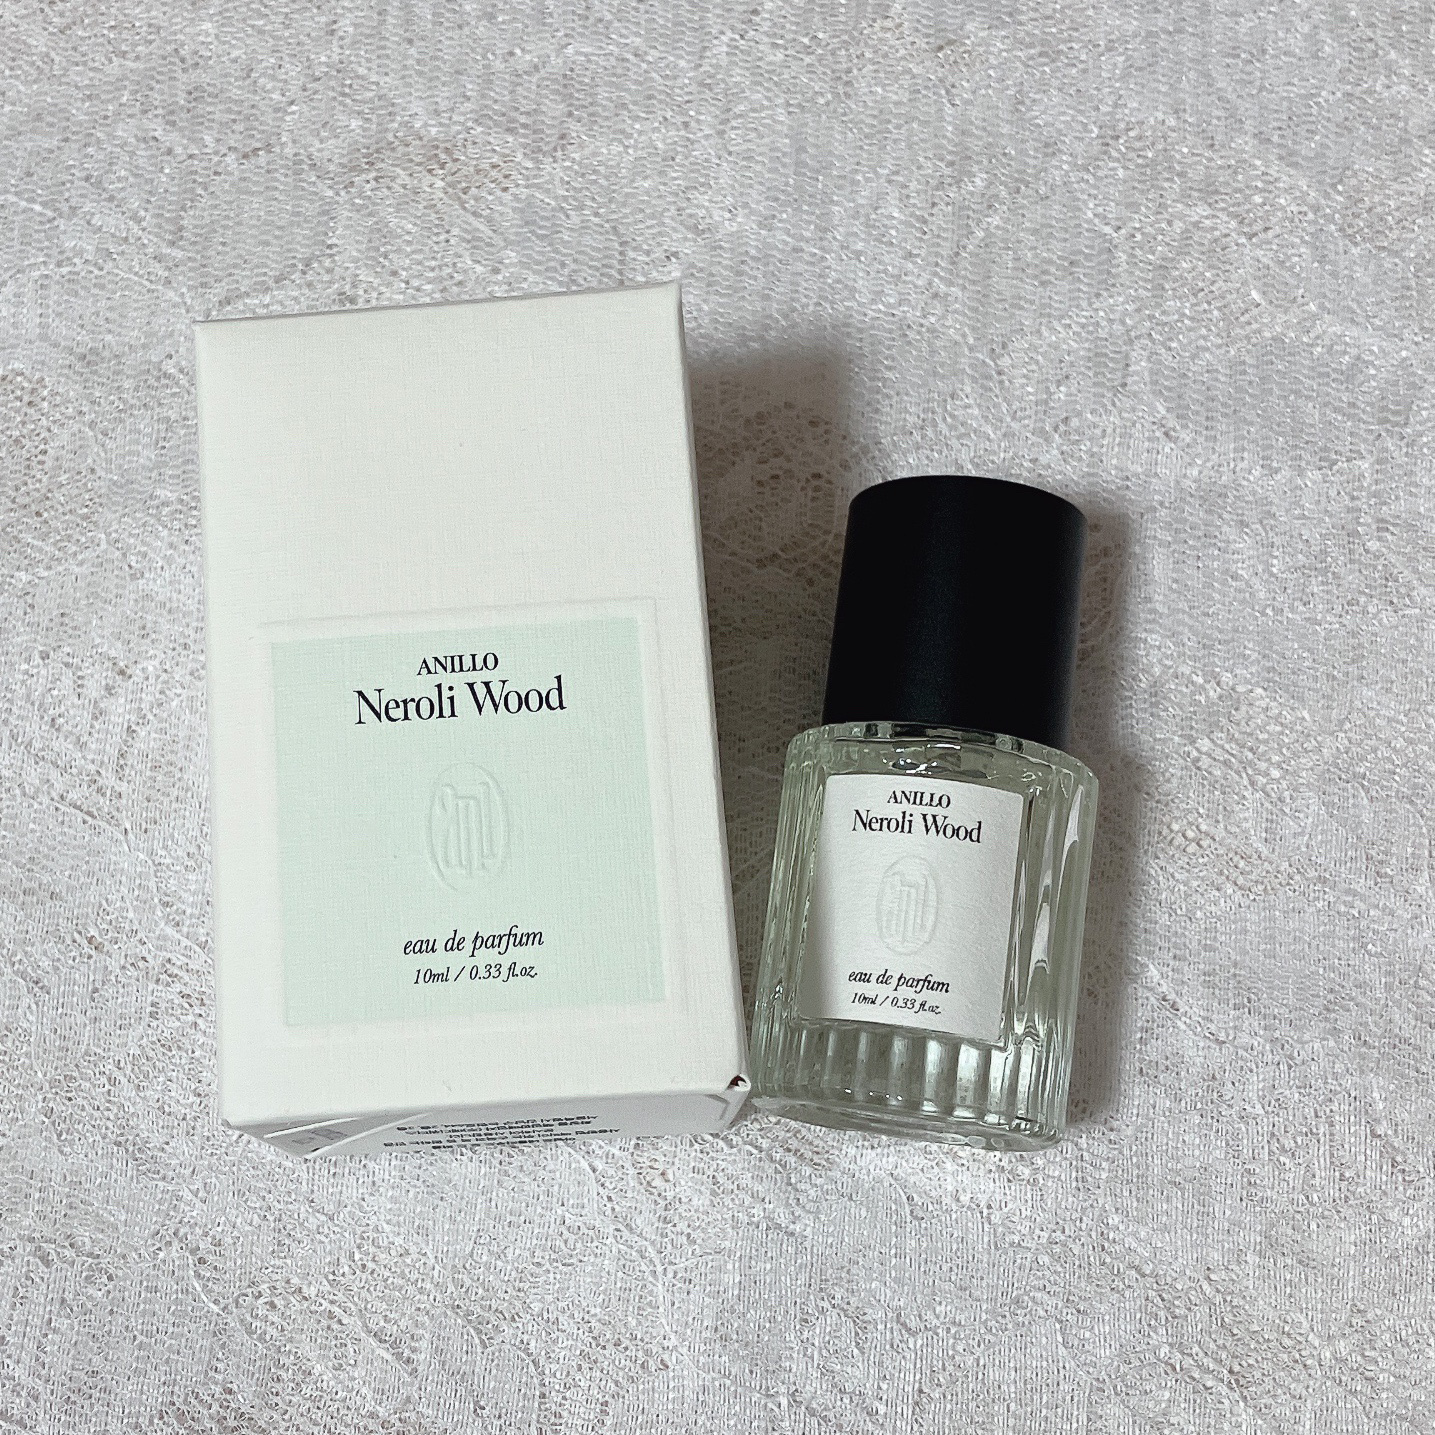 ANILLO
Neroli Wood
eau de parfum
10ml / 0.33 fl.oz.
ANILLO
Neroli Wood
eau de parfum
10ml / 0.33 fl.oz.